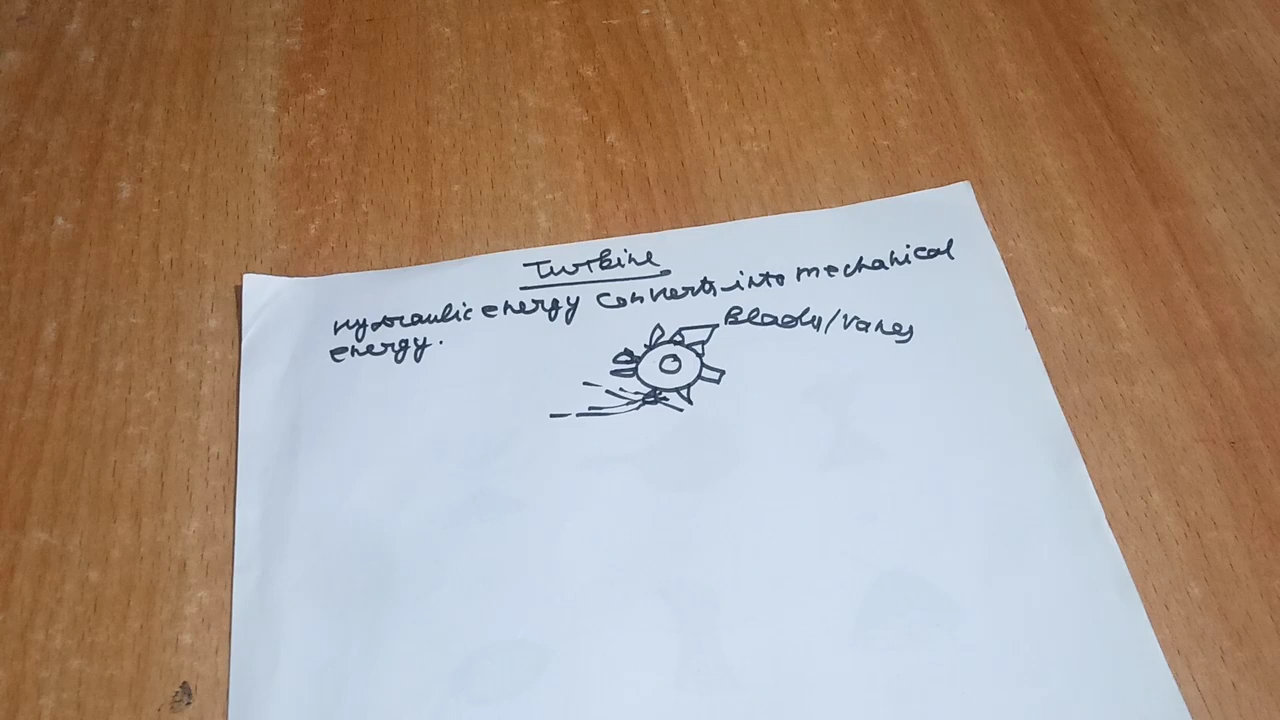 Turbine
Hydraulic energy converts into mechanical
energy.
Blades/vanes